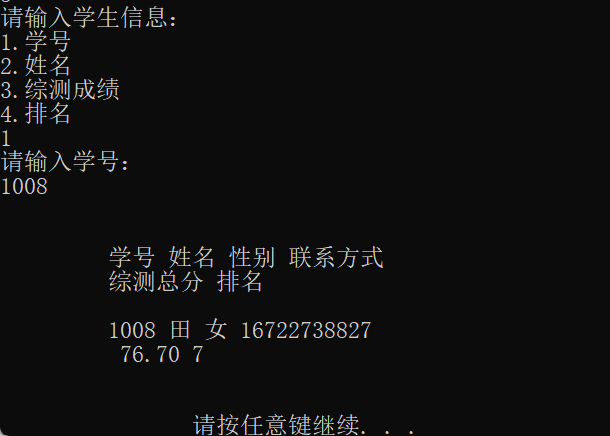 请输入学生信息：
1.学号
2.姓名
3.综测成绩
4.排名
1
请输入学号：
1008
学号 姓名 性别 联系方式
综测总分 排名
1008 田 女 16722738827
76.70 7
请按任意键继续. . .